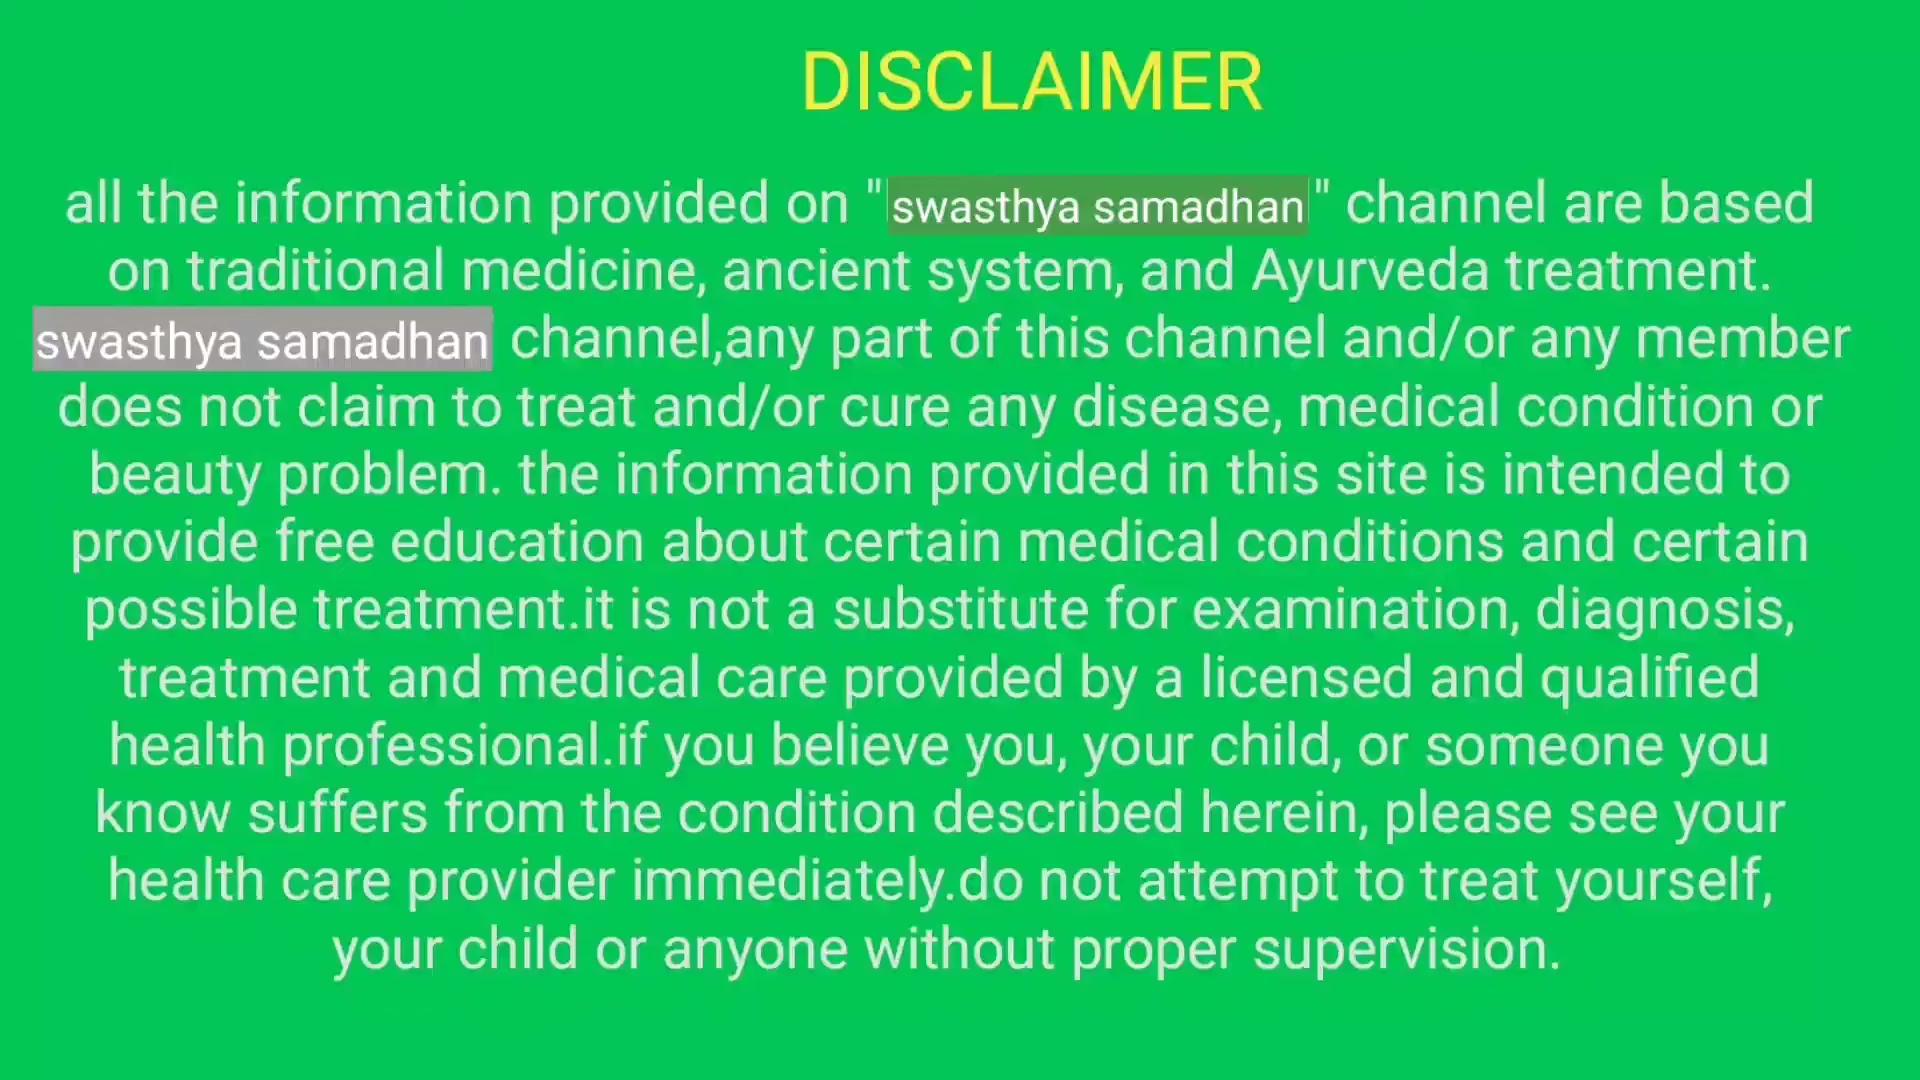 DISCLAIMER
all the information provided on "swasthya samadhan" channel are based
on traditional medicine, ancient system, and Ayurveda treatment.
swasthya samadhan channel,any part of this channel and/or any member
does not claim to treat and/or cure any disease, medical condition or
beauty problem. the information provided in this site is intended to
provide free education about certain medical conditions and certain
possible treatment.it is not a substitute for examination, diagnosis,
treatment and medical care provided by a licensed and qualified
health professional.if you believe you, your child, or someone you
know suffers from the condition described herein, please see your
health care provider immediately.do not attempt to treat yourself,
your child or anyone without proper supervision.